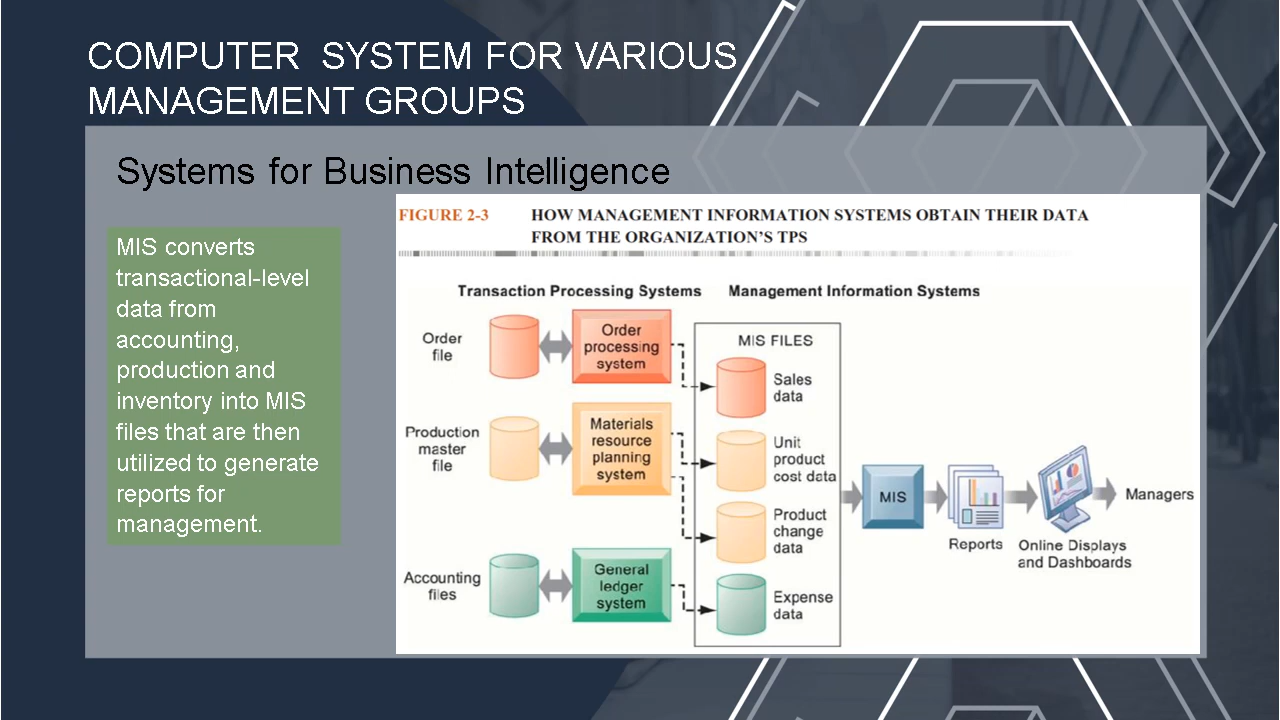 COMPUTER SYSTEM FOR VARIOUS
MANAGEMENT GROUPS
Systems for Business Intelligence
MIS converts
transactional-level
data from
accounting,
production and
inventory into MIS
files that are then
utilized to generate
reports for
management.
FIGURE 2-3 HOW MANAGEMENT INFORMATION SYSTEMS OBTAIN THEIR DATA
FROM THE ORGANIZATION'S TPS
Transaction Processing Systems Management Information Systems
Order
file
Order
processing
system
MIS FILES
Sales
data
Production
master
file
Materials
resource
planning
system
Unit
product
cost data
Product
change
data
Accounting
files
General
ledger
system
Expense
data
MIS
Reports
Online Displays
and Dashboards
Managers